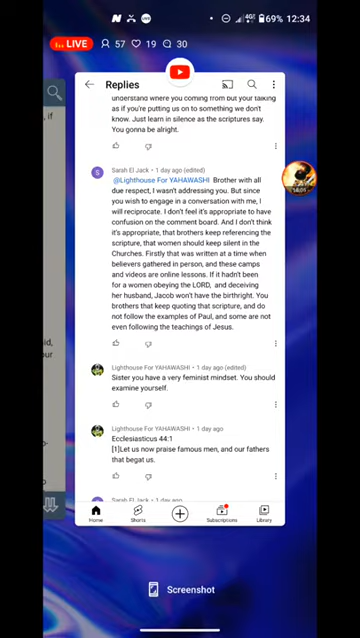 LIVE 57 19 30
4G 69% 12:34
Replies
understand where you coming from but your talking
as if you're putting us on to something we don't
know. Just learn in silence as the scriptures say.
You gonna be alright.
S
Sarah El Jack • 1 day ago (edited)
@Lighthouse For YAHAWASHI Brother with all
due respect, I wasn't addressing you. But since
you wish to engage in a conversation with me, I
will reciprocate. I don't feel it's appropriate to have
confusion on the comment board. And I don't think
it's appropriate, that brothers keep referencing the
scripture, that women should keep silent in the
Churches. Firstly that was written at a time when
believers gathered in person, and these camps
and videos are online lessons. If it hadn't been
for a women obeying the LORD, and deceiving
her husband, Jacob won't have the birthright. You
brothers that keep quoting that scripture, and do
not follow the examples of Paul, and some are not
even following the teachings of Jesus.
Lighthouse For YAHAWASHI • 1 day ago (edited)
Sister you have a very feminist mindset. You should
examine yourself.
Lighthouse For YAHAWASHI • 1 day ago
Ecclesiasticus 44:1
[1]Let us now praise famous men, and our fathers
that begat us.
Sarah El Jack • 1 day ago
Home Shorts Subscriptions Library
Screenshot